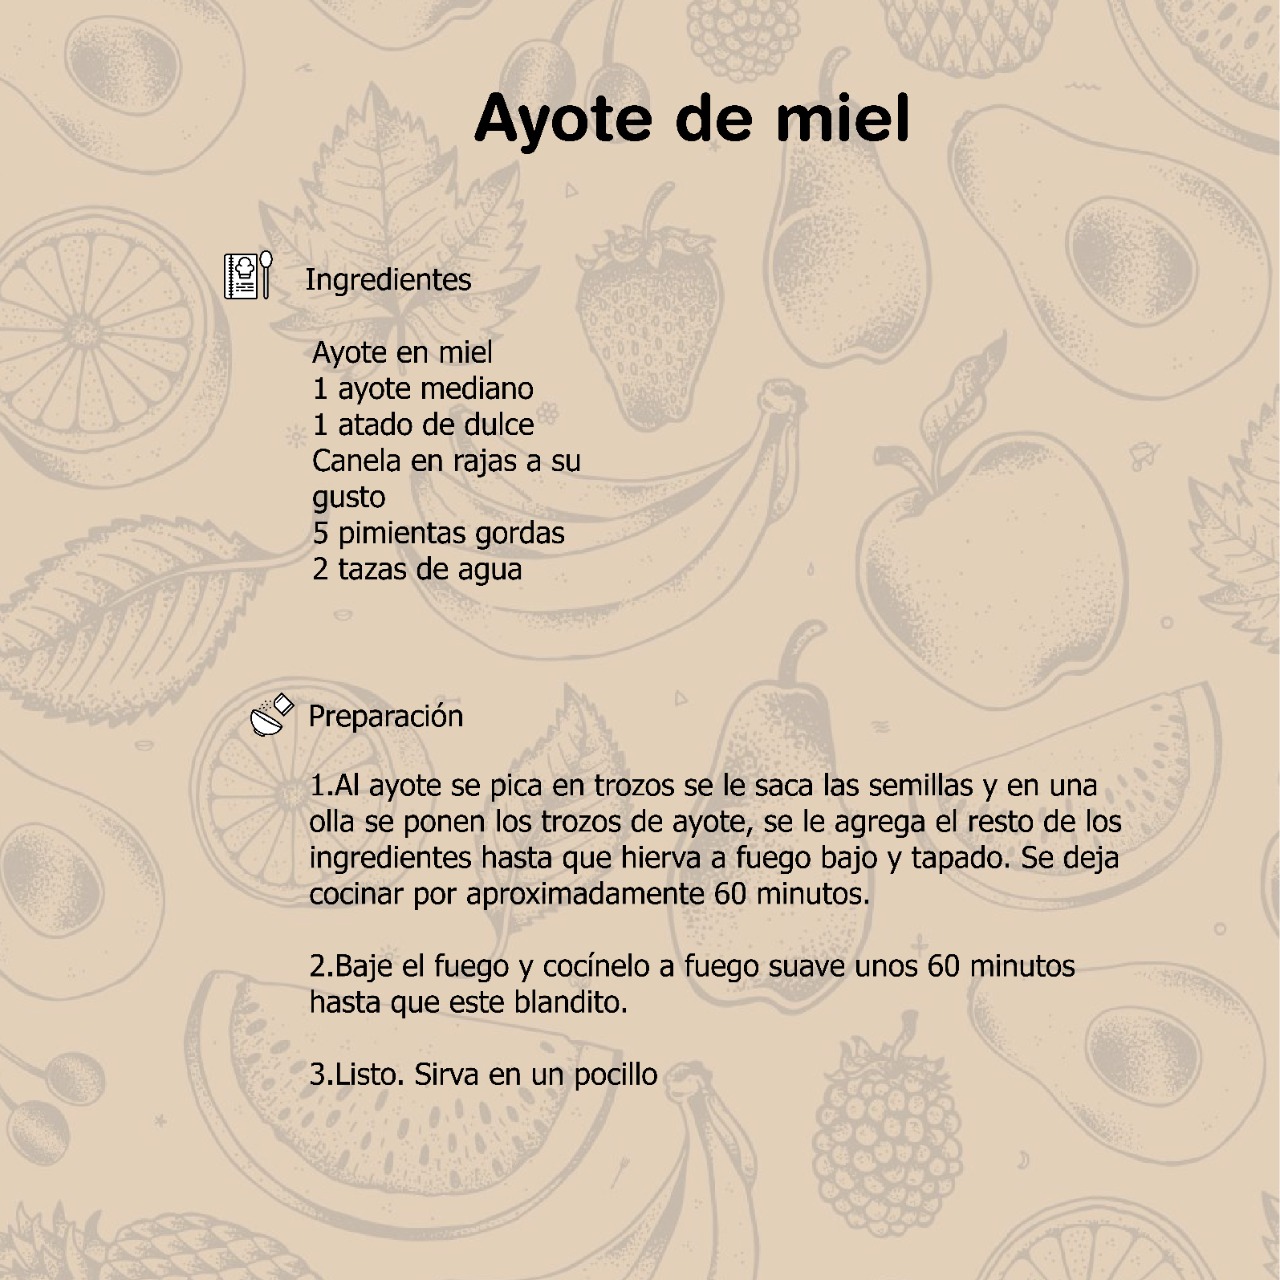 Ayote de miel
Ingredientes
Ayote en miel
1 ayote mediano
1 atado de dulce
Canela en rajas a su
gusto
5 pimientas gordas
2 tazas de agua
Preparación
1.Al ayote se pica en trozos se le saca las semillas y en una
olla se ponen los trozos de ayote, se le agrega el resto de los
ingredientes hasta que hierva a fuego bajo y tapado. Se deja
cocinar por aproximadamente 60 minutos.
2.Baje el fuego y cocínelo a fuego suave unos 60 minutos
hasta que este blandito.
3.Listo. Sirva en un pocillo